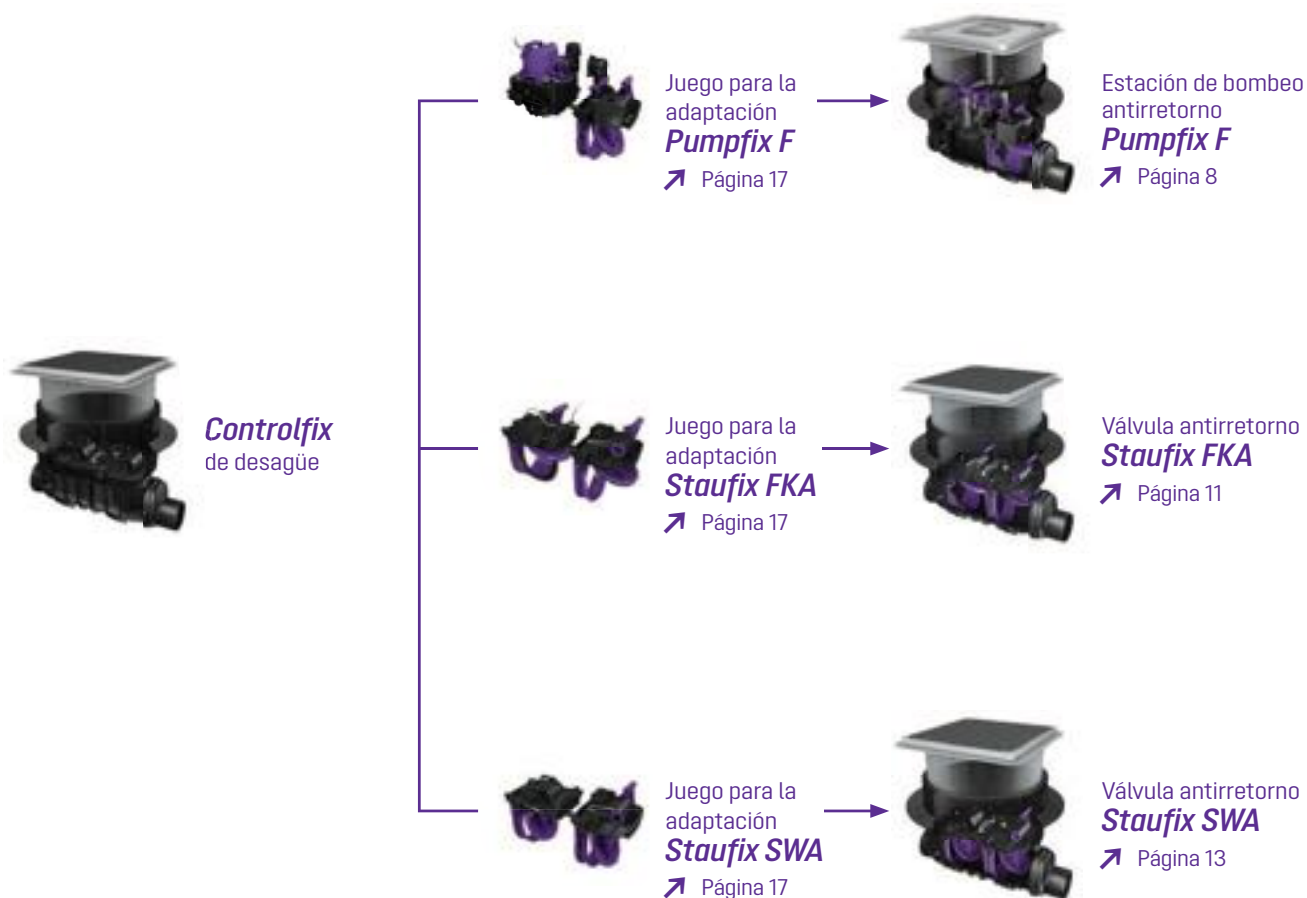 Juego para la
adaptación
Pumpfix F
Página 17
Estación de bombeo
antirretorno
Pumpfix F
Página 8
Controlfix
de desagüe
Juego para la
adaptación
Staufix FKA
Página 17
Válvula antirretorno
Staufix FKA
Página 11
Juego para la
adaptación
Staufix SWA
Página 17
Válvula antirretorno
Staufix SWA
Página 13